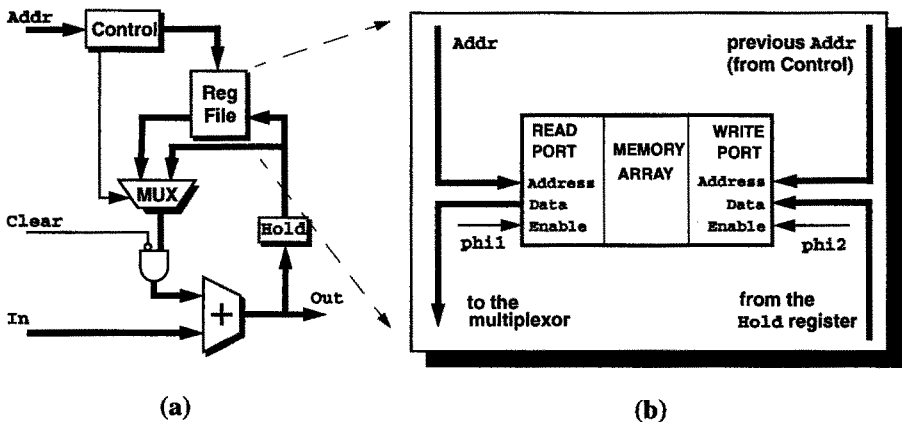 Addr
Control
Reg
File
MUX
Clear
Hold
Out
+
In
(a)
Addr
previous Addr
(from Control)
READ
PORT
MEMORY
ARRAY
WRITE
PORT
Address
Data
Enable
Address
Data
Enable
phi1
phi2
to the
multiplexor
from the
Hold register
(b)